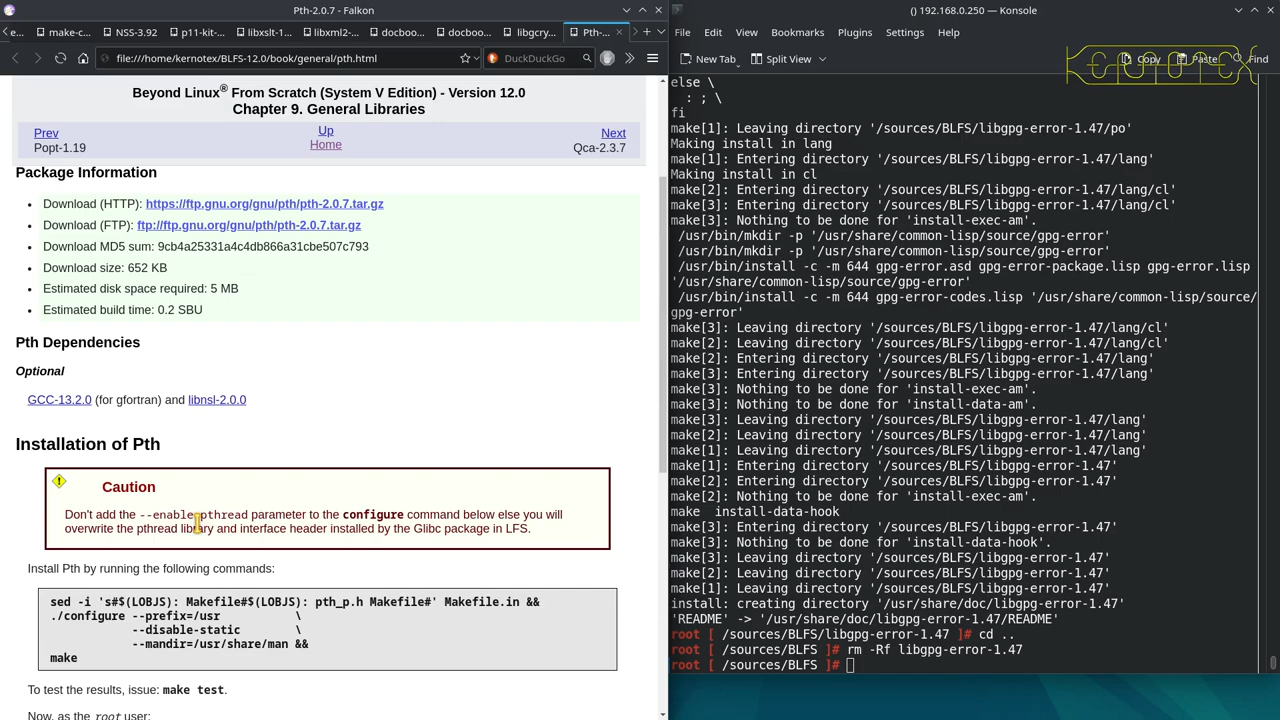 Pth-2.0.7 - Falkon
e...
make-c...
NSS-3.92
p11-kit...
libxslt-1...
libxml2-...
docboo...
docboo...
libgcry...
Pth-...
file:///home/kernotex/BLFS-12.0/book/general/pth.html
DuckDuckGo
Beyond Linux® From Scratch (System V Edition) - Version 12.0
Chapter 9. General Libraries
Prev
Up
Next
Popt-1.19
Home
Qca-2.3.7
Package Information
• Download (HTTP): https://ftp.gnu.org/gnu/pth/pth-2.0.7.tar.gz
• Download (FTP): ftp://ftp.gnu.org/gnu/pth/pth-2.0.7.tar.gz
• Download MD5 sum: 9cb4a25331a4c4db866a31cbe507c793
• Download size: 652 KB
• Estimated disk space required: 5 MB
• Estimated build time: 0.2 SBU
Pth Dependencies
Optional
GCC-13.2.0 (for gfortran) and libnsl-2.0.0
Installation of Pth
Caution
Don't add the --enable-pthread parameter to the configure command below else you will
overwrite the pthread library and interface header installed by the Glibc package in LFS.
Install Pth by running the following commands:
sed -i 's#$(LOBJS): Makefile#$(LOBJS): pth_p.h Makefile#' Makefile.in &&
./configure --prefix=/usr \
--disable-static \
--mandir=/usr/share/man &&
make
To test the results, issue: make test.
Now, as the root user:
() 192.168.0.250 — Konsole
File Edit View Bookmarks Plugins Settings Help
New Tab Split View Copy Paste Find
Kernotex
else \
: ; \
fi
make[1]: Leaving directory '/sources/BLFS/libgpg-error-1.47/po'
Making install in lang
make[1]: Entering directory '/sources/BLFS/libgpg-error-1.47/lang'
Making install in cl
make[2]: Entering directory '/sources/BLFS/libgpg-error-1.47/lang/cl'
make[3]: Entering directory '/sources/BLFS/libgpg-error-1.47/lang/cl'
make[3]: Nothing to be done for 'install-exec-am'.
/usr/bin/mkdir -p '/usr/share/common-lisp/source/gpg-error'
/usr/bin/mkdir -p '/usr/share/common-lisp/source/gpg-error'
/usr/bin/install -c -m 644 gpg-error.asd gpg-error-package.lisp gpg-error.lisp
'/usr/share/common-lisp/source/gpg-error'
/usr/bin/install -c -m 644 gpg-error-codes.lisp '/usr/share/common-lisp/source/
gpg-error'
make[3]: Leaving directory '/sources/BLFS/libgpg-error-1.47/lang/cl'
make[2]: Leaving directory '/sources/BLFS/libgpg-error-1.47/lang/cl'
make[2]: Entering directory '/sources/BLFS/libgpg-error-1.47/lang'
make[3]: Entering directory '/sources/BLFS/libgpg-error-1.47/lang'
make[3]: Nothing to be done for 'install-exec-am'.
make[3]: Nothing to be done for 'install-data-am'.
make[3]: Leaving directory '/sources/BLFS/libgpg-error-1.47/lang'
make[2]: Leaving directory '/sources/BLFS/libgpg-error-1.47/lang'
make[1]: Leaving directory '/sources/BLFS/libgpg-error-1.47/lang'
make[1]: Entering directory '/sources/BLFS/libgpg-error-1.47'
make[2]: Entering directory '/sources/BLFS/libgpg-error-1.47'
make[2]: Nothing to be done for 'install-exec-am'.
make install-data-hook
make[3]: Entering directory '/sources/BLFS/libgpg-error-1.47'
make[3]: Nothing to be done for 'install-data-hook'.
make[3]: Leaving directory '/sources/BLFS/libgpg-error-1.47'
make[2]: Leaving directory '/sources/BLFS/libgpg-error-1.47'
make[1]: Leaving directory '/sources/BLFS/libgpg-error-1.47'
install: creating directory '/usr/share/doc/libgpg-error-1.47'
'README' -> '/usr/share/doc/libgpg-error-1.47/README'
root [ /sources/BLFS/libgpg-error-1.47 ]# cd ..
root [ /sources/BLFS ]# rm -Rf libgpg-error-1.47
root [ /sources/BLFS ]#